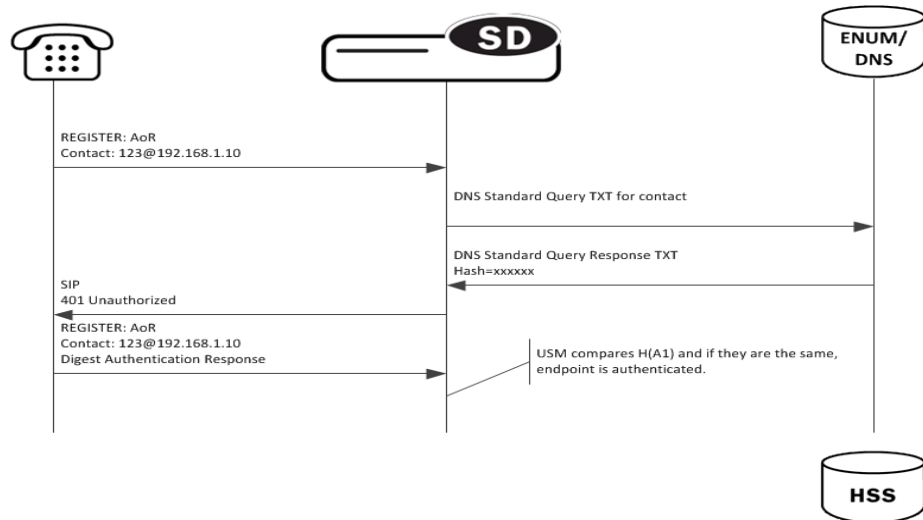 SD
ENUM/
DNS
REGISTER: AoR
Contact: 123@192.168.1.10
DNS Standard Query TXT for contact
DNS Standard Query Response TXT
Hash=xxxxxx
SIP
401 Unauthorized
REGISTER: AoR
Contact: 123@192.168.1.10
Digest Authentication Response
USM compares H(A1) and if they are the same,
endpoint is authenticated.
HSS